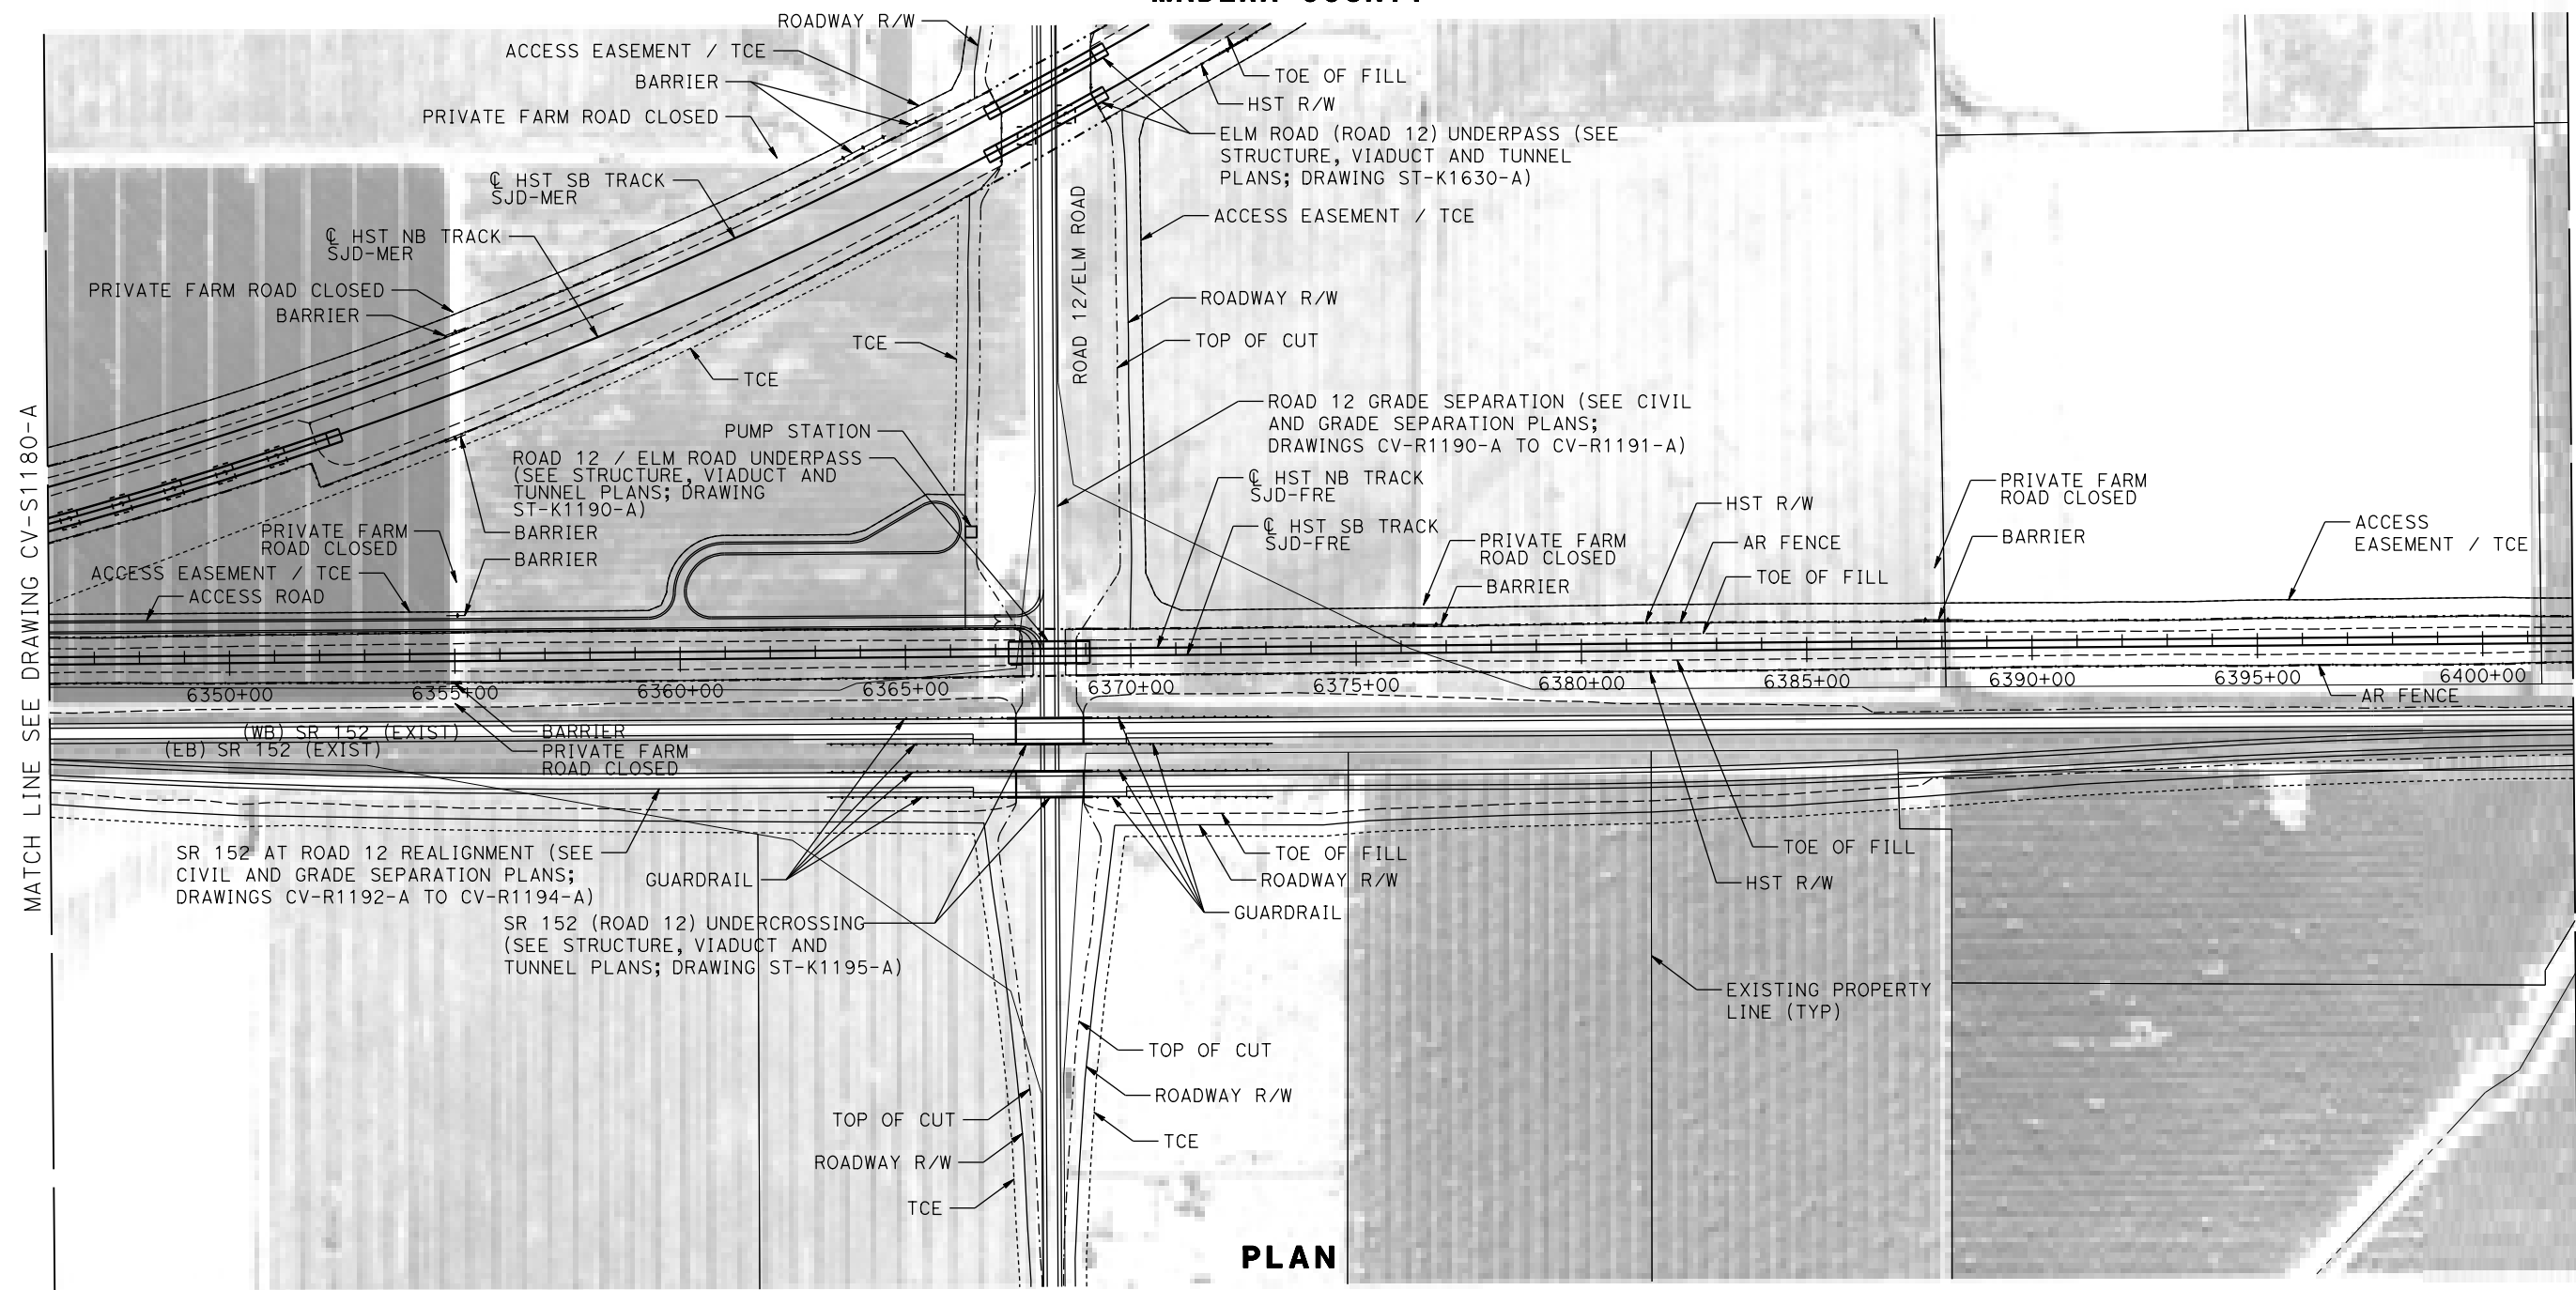 ROADWAY R/W
ACCESS EASEMENT / TCE
BARRIER
PRIVATE FARM ROAD CLOSED
TOE OF FILL
HST R/W
ELM ROAD (ROAD 12) UNDERPASS (SEE
STRUCTURE, VIADUCT AND TUNNEL
PLANS; DRAWING ST-K1630-A)
℄ HST SB TRACK
SJD-MER
ROAD 12/ELM ROAD
ACCESS EASEMENT / TCE
℄ HST NB TRACK
SJD-MER
PRIVATE FARM ROAD CLOSED
BARRIER
ROADWAY R/W
TCE
TOP OF CUT
TCE
ROAD 12 GRADE SEPARATION (SEE CIVIL
AND GRADE SEPARATION PLANS;
DRAWINGS CV-R1190-A TO CV-R1191-A)
MATCH LINE SEE DRAWING CV-S1180-A
PUMP STATION
ROAD 12 / ELM ROAD UNDERPASS
(SEE STRUCTURE, VIADUCT AND
TUNNEL PLANS; DRAWING
ST-K1190-A)
℄ HST NB TRACK
SJD-FRE
℄ HST SB TRACK
SJD-FRE
HST R/W
PRIVATE FARM
ROAD CLOSED
PRIVATE FARM
ROAD CLOSED
BARRIER
BARRIER
PRIVATE FARM
ROAD CLOSED
AR FENCE
BARRIER
ACCESS
EASEMENT / TCE
ACCESS EASEMENT / TCE
ACCESS ROAD
BARRIER
TOE OF FILL
6350+00
6355+00
6360+00
6365+00
6370+00
6375+00
6380+00
6385+00
6390+00
6395+00
6400+00
AR FENCE
(WB) SR 152 (EXIST)
(EB) SR 152 (EXIST)
BARRIER
PRIVATE FARM
ROAD CLOSED
SR 152 AT ROAD 12 REALIGNMENT (SEE
CIVIL AND GRADE SEPARATION PLANS;
DRAWINGS CV-R1192-A TO CV-R1194-A)
GUARDRAIL
TOE OF FILL
ROADWAY R/W
GUARDRAIL
TOE OF FILL
HST R/W
SR 152 (ROAD 12) UNDERCROSSING
(SEE STRUCTURE, VIADUCT AND
TUNNEL PLANS; DRAWING ST-K1195-A)
EXISTING PROPERTY
LINE (TYP)
TOP OF CUT
ROADWAY R/W
TCE
TOP OF CUT
ROADWAY R/W
TCE
PLAN